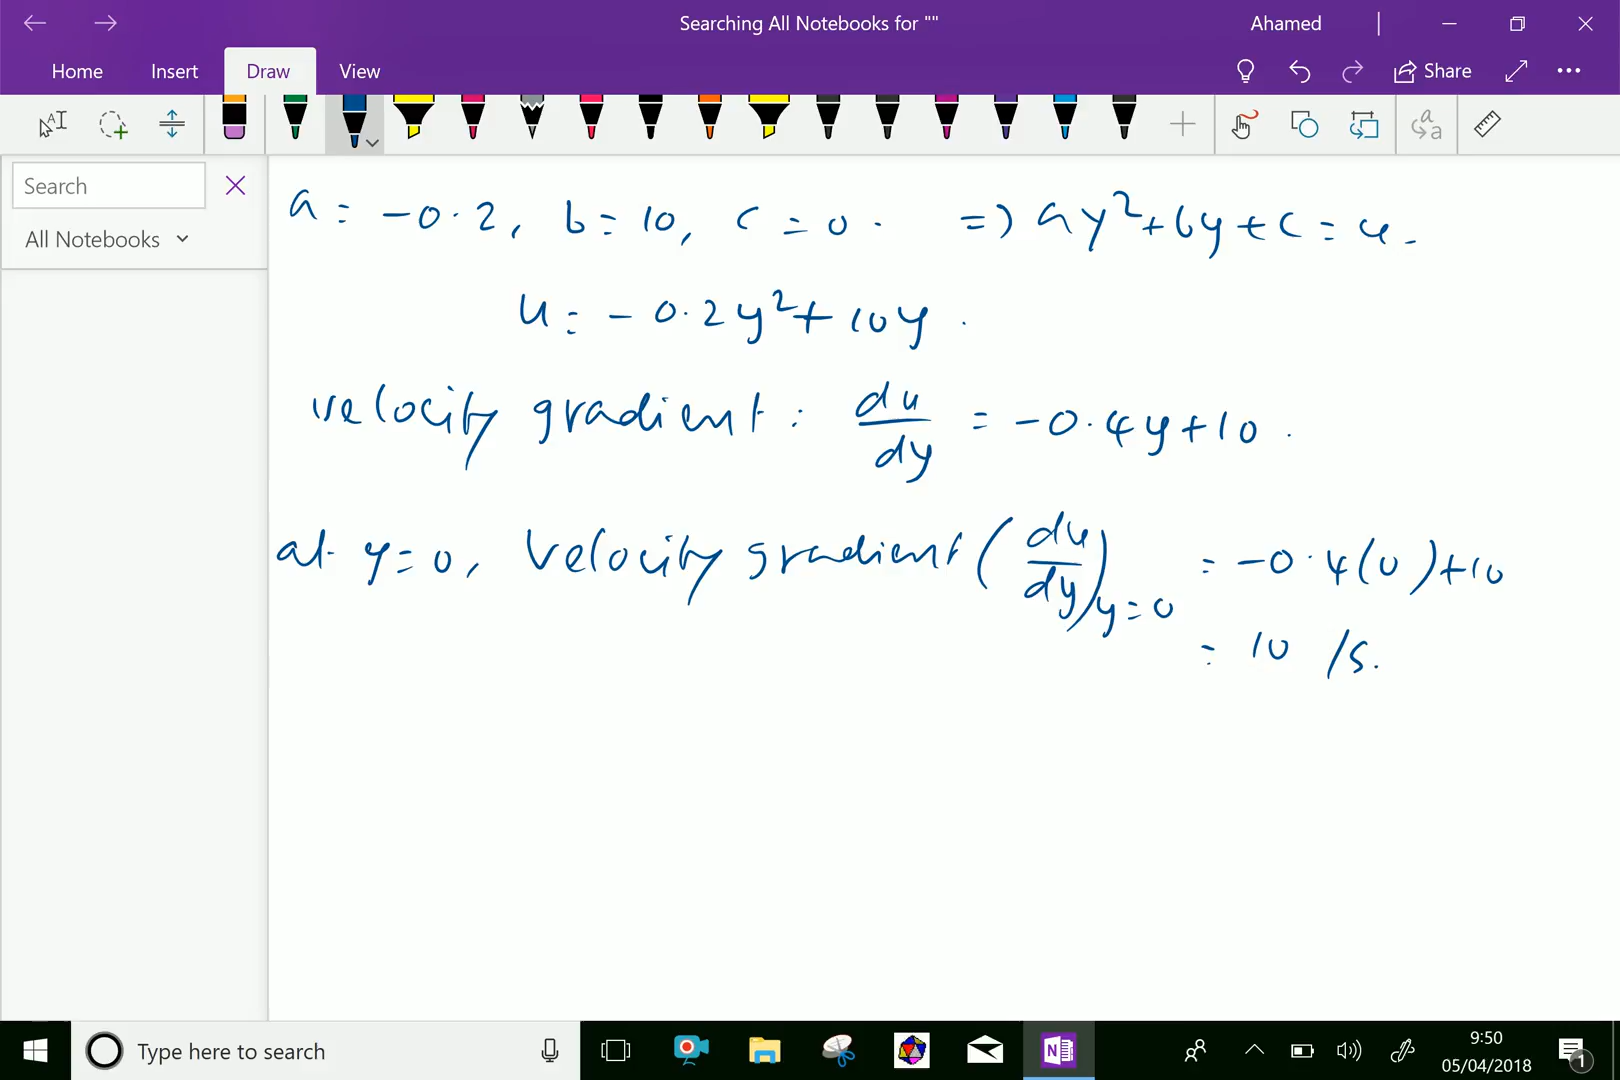 Searching All Notebooks for ""
Ahamed
Home Insert Draw View
Share
Search
All Notebooks
a = -0.2, b = 10, c = 0. => ay²+by+c = u.
u = -0.2y²+10y.
velocity gradient: du/dy = -0.4y+10.
at y=0, velocity gradient (du/dy)y=0 = -0.4(0)+10
= 10 /s.
Type here to search
9:50
05/04/2018
1